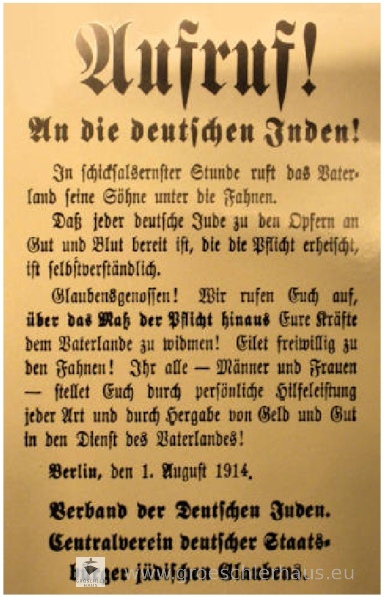 Aufruf!
An die deutschen Juden!
In schicksalsernster Stunde ruft das Vater-
land seine Söhne unter die Fahnen.
Daß jeder deutsche Jude zu den Opfern an
Gut und Blut bereit ist, die die Pflicht erheischt,
ist selbstverständlich.
Glaubensgenossen! Wir rufen Euch auf,
über das Maß der Pflicht hinaus Eure Kräfte
dem Vaterlande zu widmen! Eilet freiwillig zu
den Fahnen! Ihr alle — Männer und Frauen
— stellet Euch durch persönliche Hilfeleistung
jeder Art und durch Hergabe von Geld und Gut
in den Dienst des Vaterlandes!
Berlin, den 1. August 1914.
Verband der Deutschen Juden.
Centralverein deutscher Staats-
bürger jüdischen Glaubens.